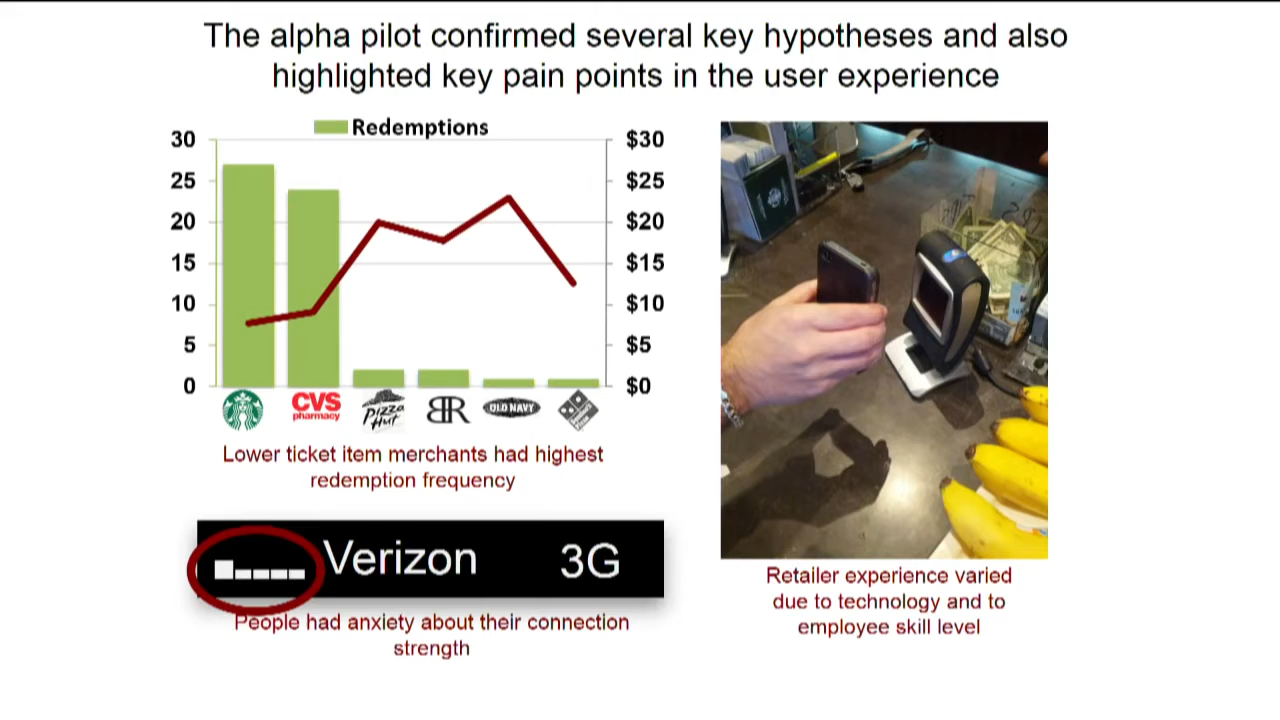 The alpha pilot confirmed several key hypotheses and also
highlighted key pain points in the user experience
Redemptions
30
25
20
15
10
5
0
$30
$25
$20
$15
$10
$5
$0
CVS
pharmacy
Pizza
Hut
BR
OLD NAVY
Lower ticket item merchants had highest
redemption frequency
Verizon 3G
People had anxiety about their connection
strength
Retailer experience varied
due to technology and to
employee skill level